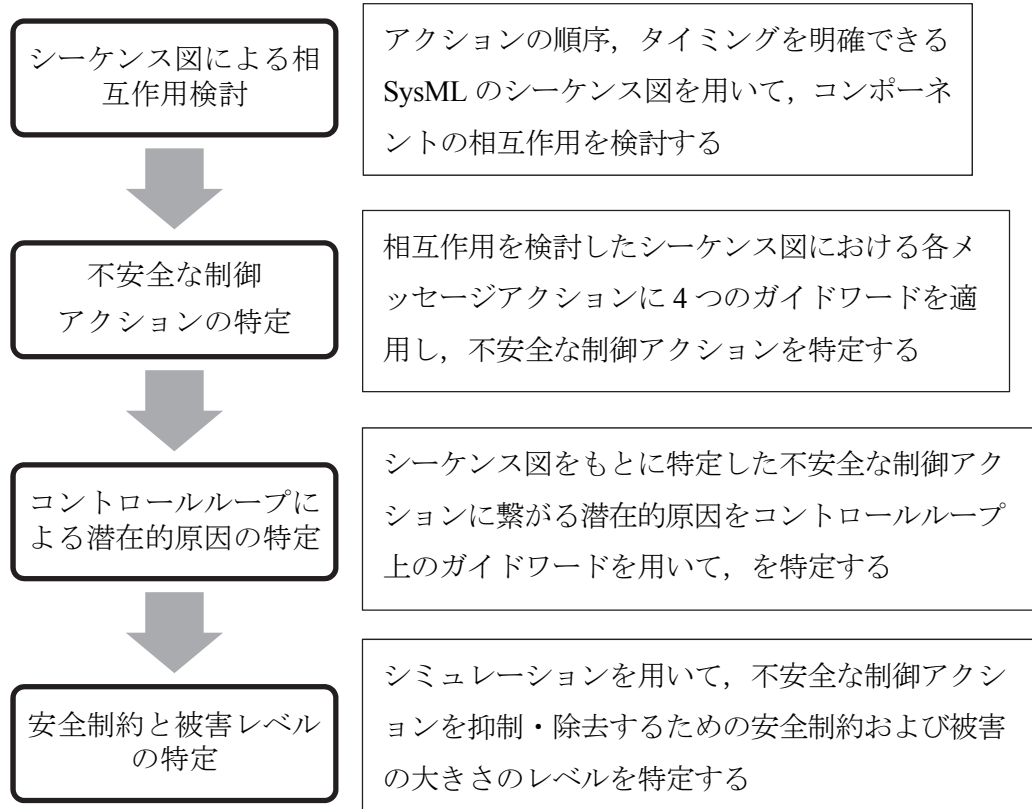 シーケンス図による相
互作用検討
アクションの順序，タイミングを明確できる
SysML のシーケンス図を用いて，コンポーネ
ントの相互作用を検討する
不安全な制御
アクションの特定
相互作用を検討したシーケンス図における各メ
ッセージアクションに 4 つのガイドワードを適
用し，不安全な制御アクションを特定する
コントロールループに
よる潜在的原因の特定
シーケンス図をもとに特定した不安全な制御アク
ションに繋がる潜在的原因をコントロールループ
上のガイドワードを用いて，を特定する
安全制約と被害レベル
の特定
シミュレーションを用いて，不安全な制御アクシ
ョンを抑制・除去するための安全制約および被害
の大きさのレベルを特定する